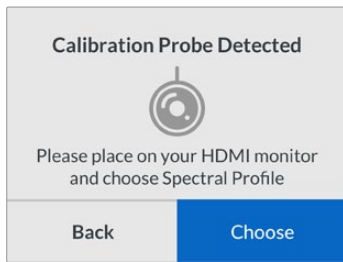 Calibration Probe Detected
Please place on your HDMI monitor
and choose Spectral Profile
Back
Choose